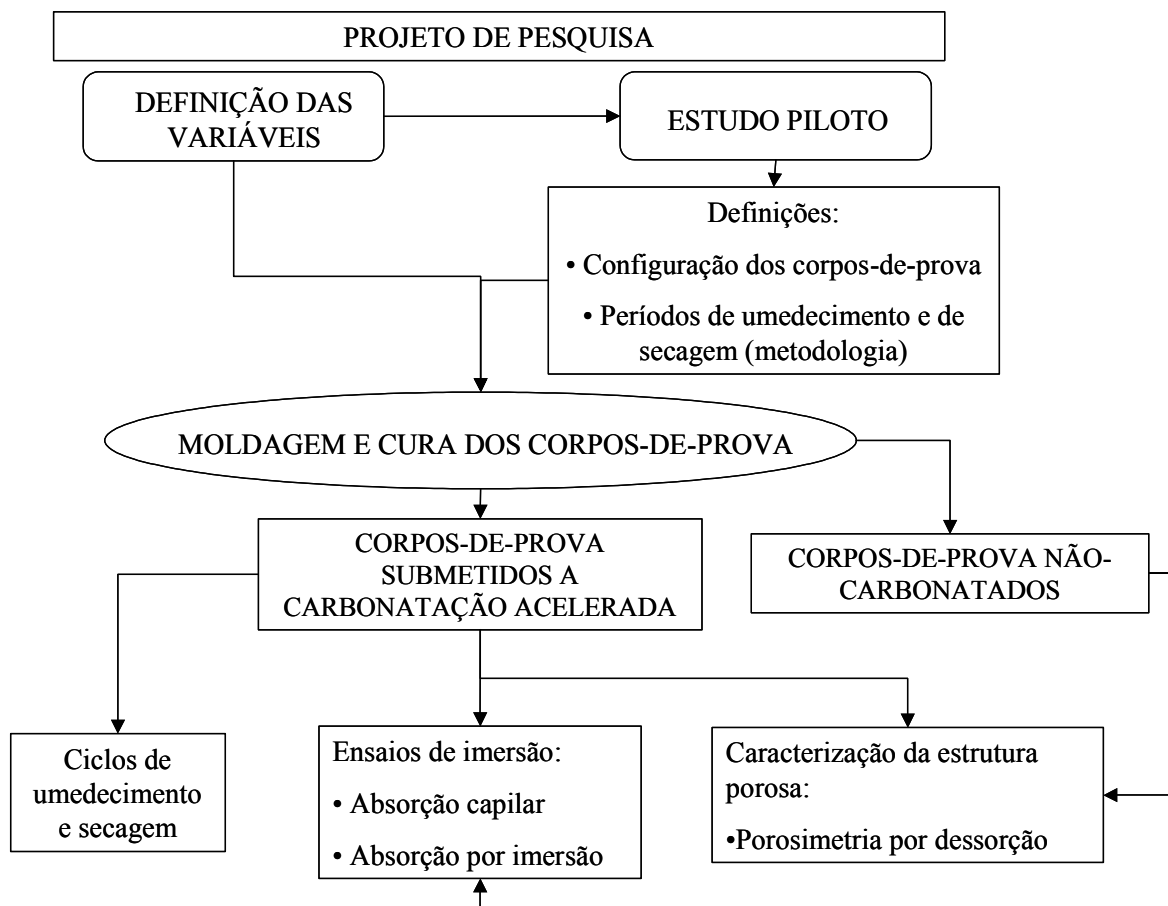 PROJETO DE PESQUISA
DEFINIÇÃO DAS
VARIÁVEIS
ESTUDO PILOTO
Definições:
• Configuração dos corpos-de-prova
• Períodos de umedecimento e de
secagem (metodologia)
MOLDAGEM E CURA DOS CORPOS-DE-PROVA
CORPOS-DE-PROVA
SUBMETIDOS A
CARBONATAÇÃO ACELERADA
CORPOS-DE-PROVA NÃO-
CARBONATADOS
Ciclos de
umedecimento
e secagem
Ensaios de imersão:
• Absorção capilar
• Absorção por imersão
Caracterização da estrutura
porosa:
•Porosimetria por dessorção